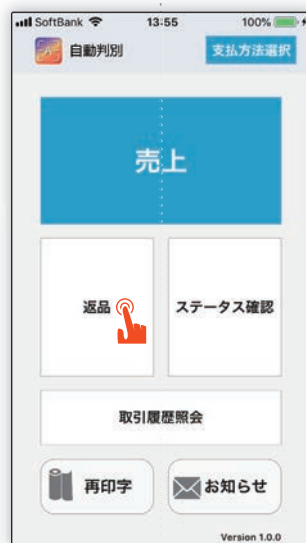 SoftBank 13:55 100%
自動判別 支払方法選択
売上
返品 ステータス確認
取引履歴照会
再印字 お知らせ
Version 1.0.0